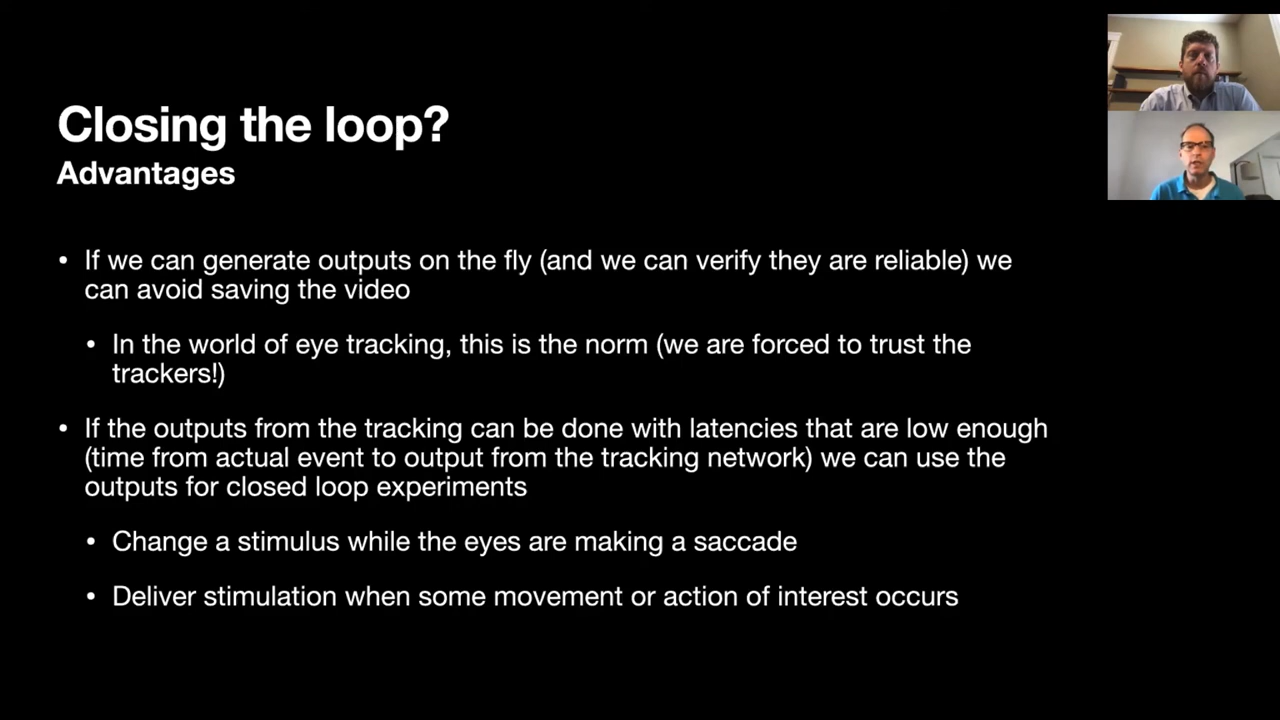 Closing the loop?
Advantages
• If we can generate outputs on the fly (and we can verify they are reliable) we
can avoid saving the video
• In the world of eye tracking, this is the norm (we are forced to trust the
trackers!)
• If the outputs from the tracking can be done with latencies that are low enough
(time from actual event to output from the tracking network) we can use the
outputs for closed loop experiments
• Change a stimulus while the eyes are making a saccade
• Deliver stimulation when some movement or action of interest occurs